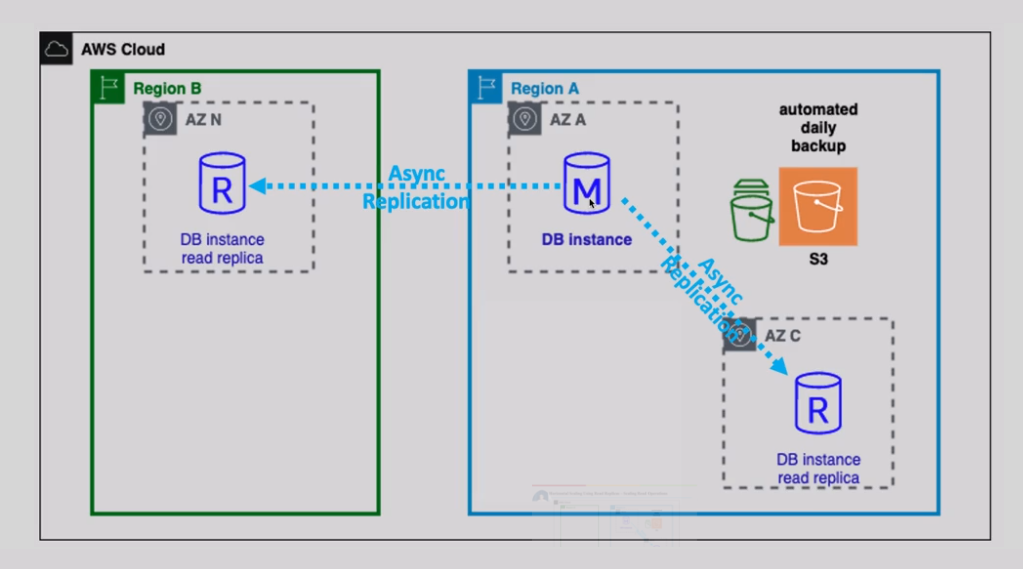 AWS Cloud
Region B
AZ N
R
DB instance
read replica
Async
Replication
Region A
AZ A
M
DB instance
Async
Replication
automated
daily
backup
S3
AZ C
R
DB instance
read replica